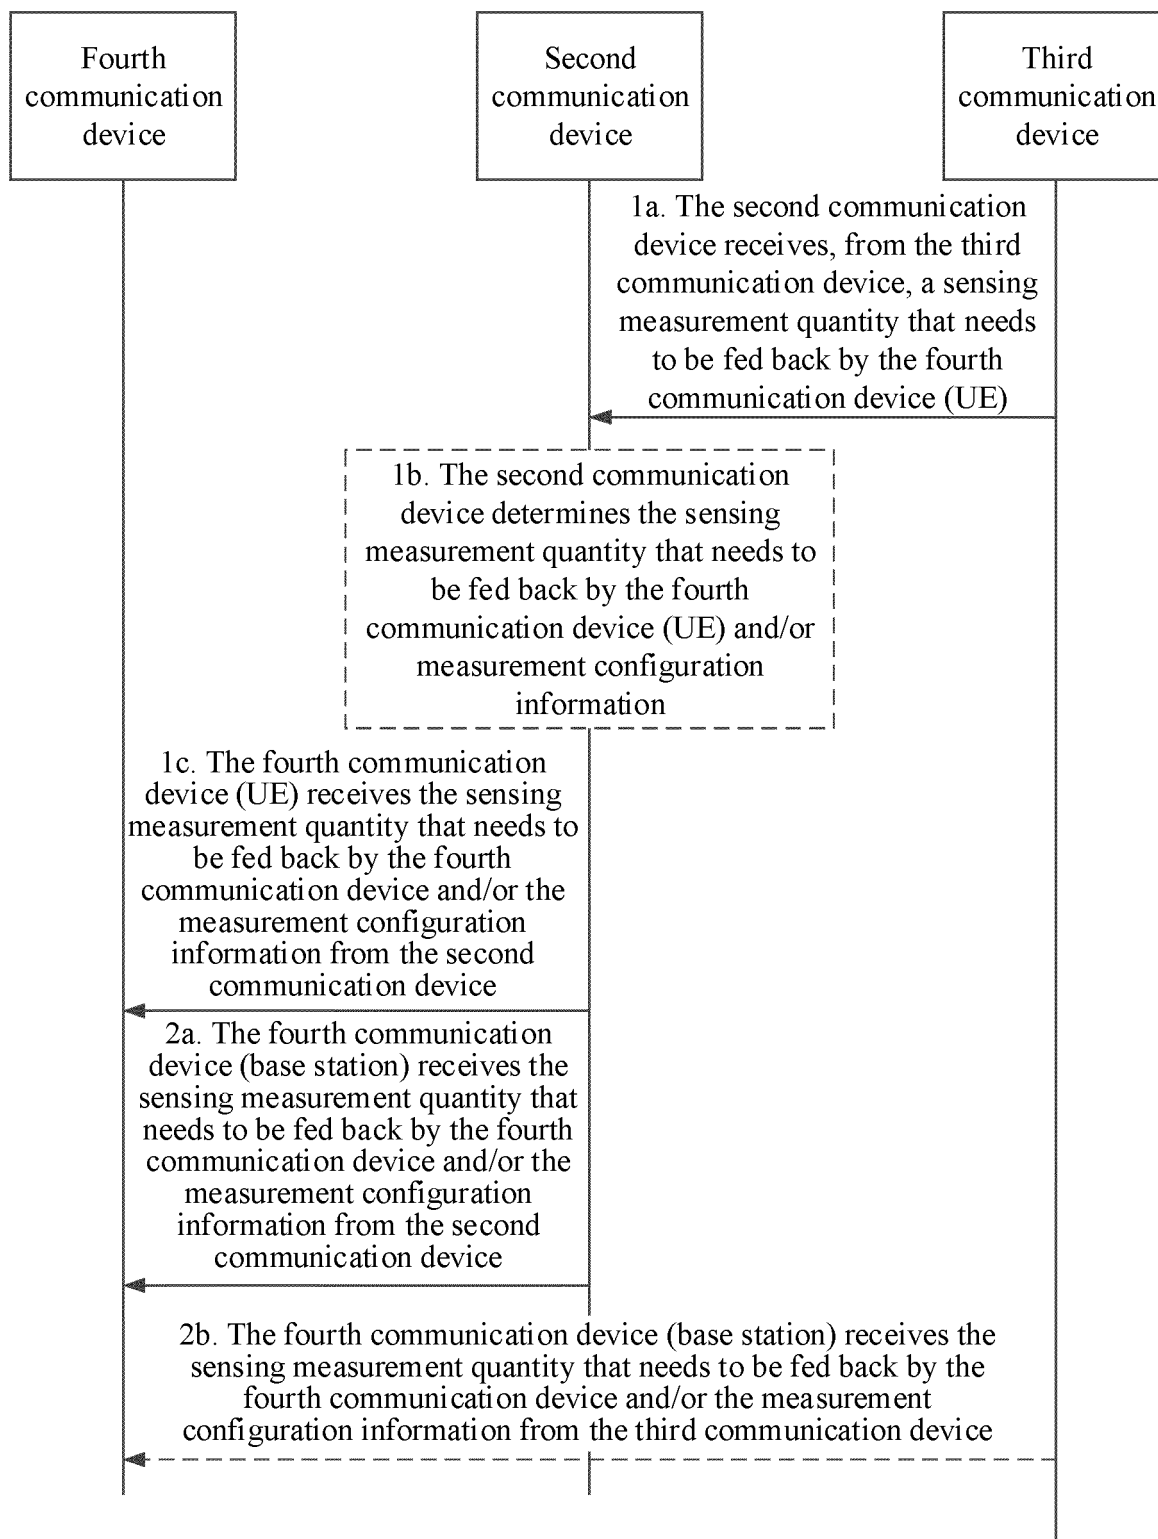 Fourth
communication
device
Second
communication
device
Third
communication
device
1a. The second communication
device receives, from the third
communication device, a sensing
measurement quantity that needs
to be fed back by the fourth
communication device (UE)
1b. The second communication
device determines the sensing
measurement quantity that needs to
be fed back by the fourth
communication device (UE) and/or
measurement configuration
information
1c. The fourth communication
device (UE) receives the sensing
measurement quantity that needs to
be fed back by the fourth
communication device and/or the
measurement configuration
information from the second
communication device
2a. The fourth communication
device (base station) receives the
sensing measurement quantity that
needs to be fed back by the fourth
communication device and/or the
measurement configuration
information from the second
communication device
2b. The fourth communication device (base station) receives the
sensing measurement quantity that needs to be fed back by the
fourth communication device and/or the measurement
configuration information from the third communication device